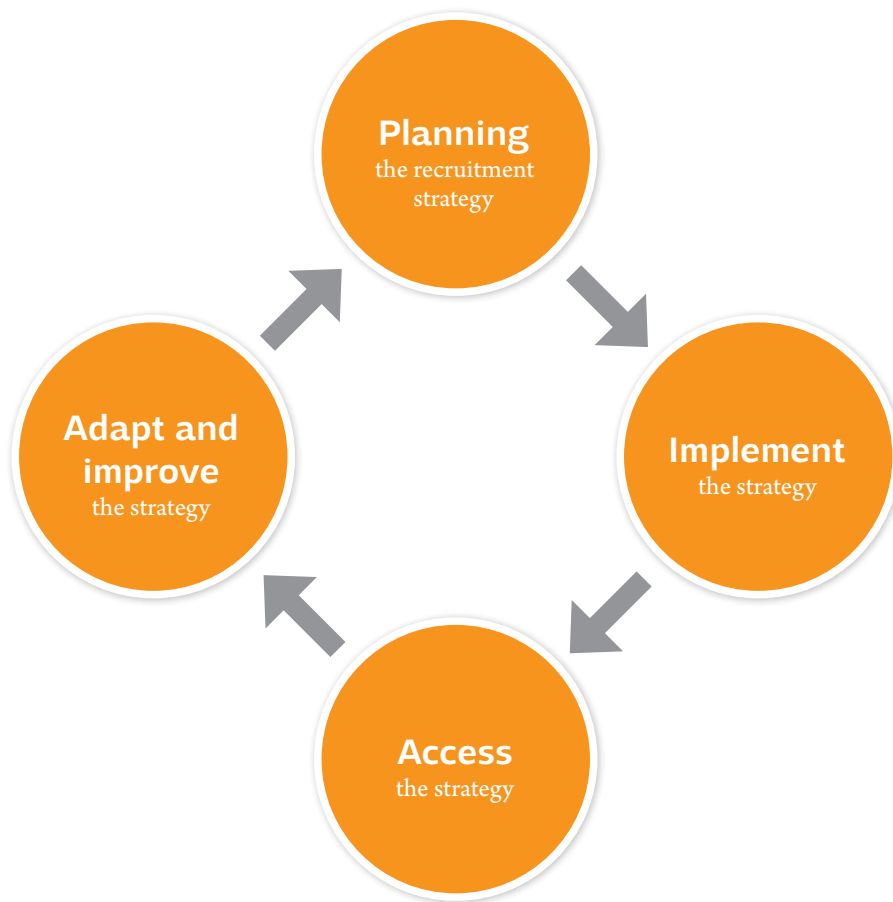 Planning
the recruitment
strategy
Implement
the strategy
Access
the strategy
Adapt and
improve
the strategy